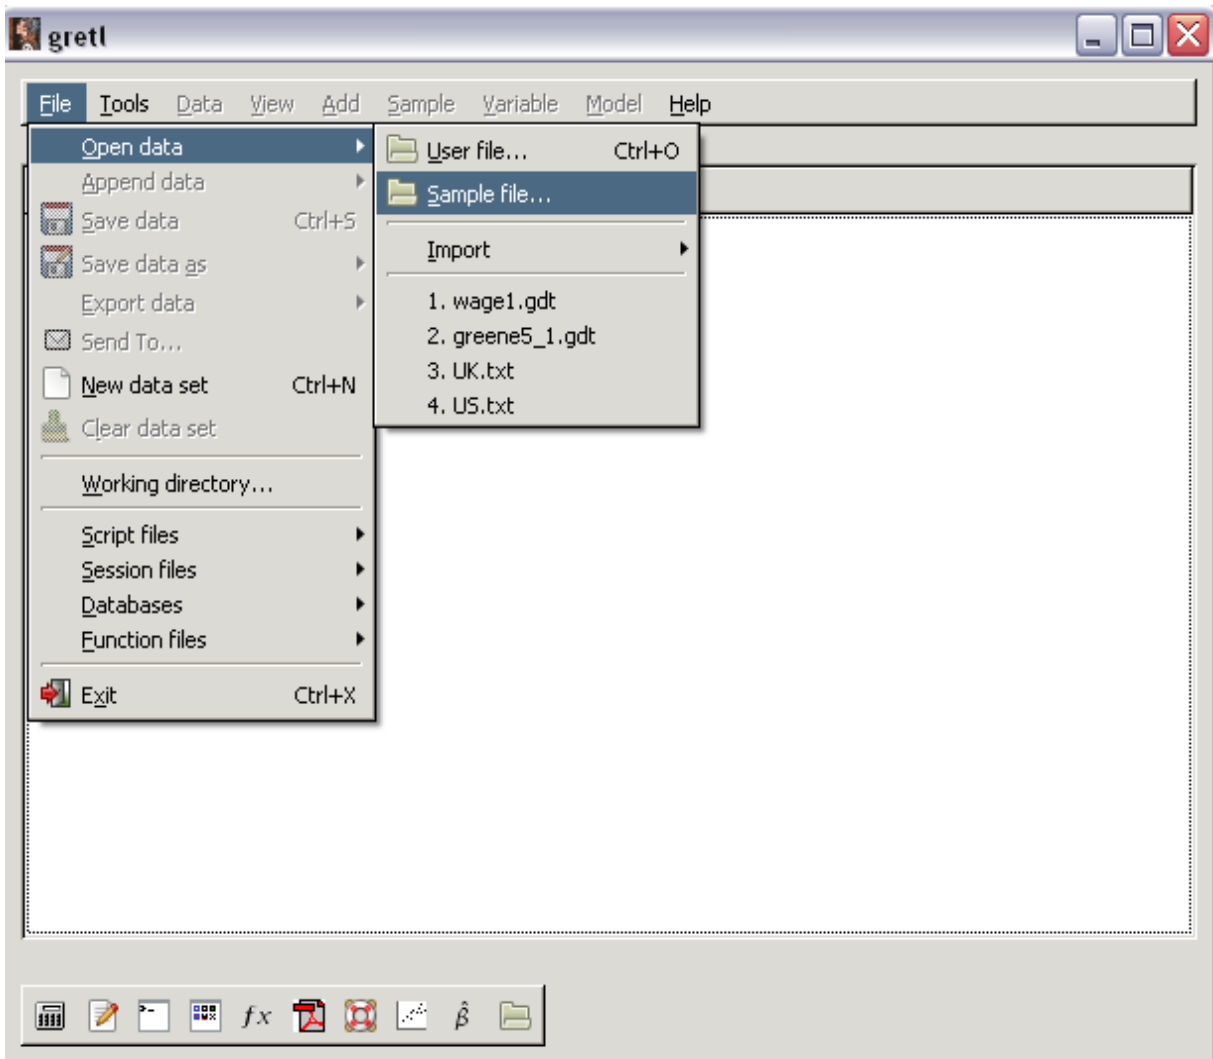 gretl
File Tools Data View Add Sample Variable Model Help
Open data
Append data
Save data Ctrl+S
Save data as
Export data
Send To...
New data set Ctrl+N
Clear data set
Working directory...
Script files
Session files
Databases
Function files
Exit Ctrl+X
User file... Ctrl+O
Sample file...
Import
1. wage1.gdt
2. greene5_1.gdt
3. UK.txt
4. US.txt
fx β̂